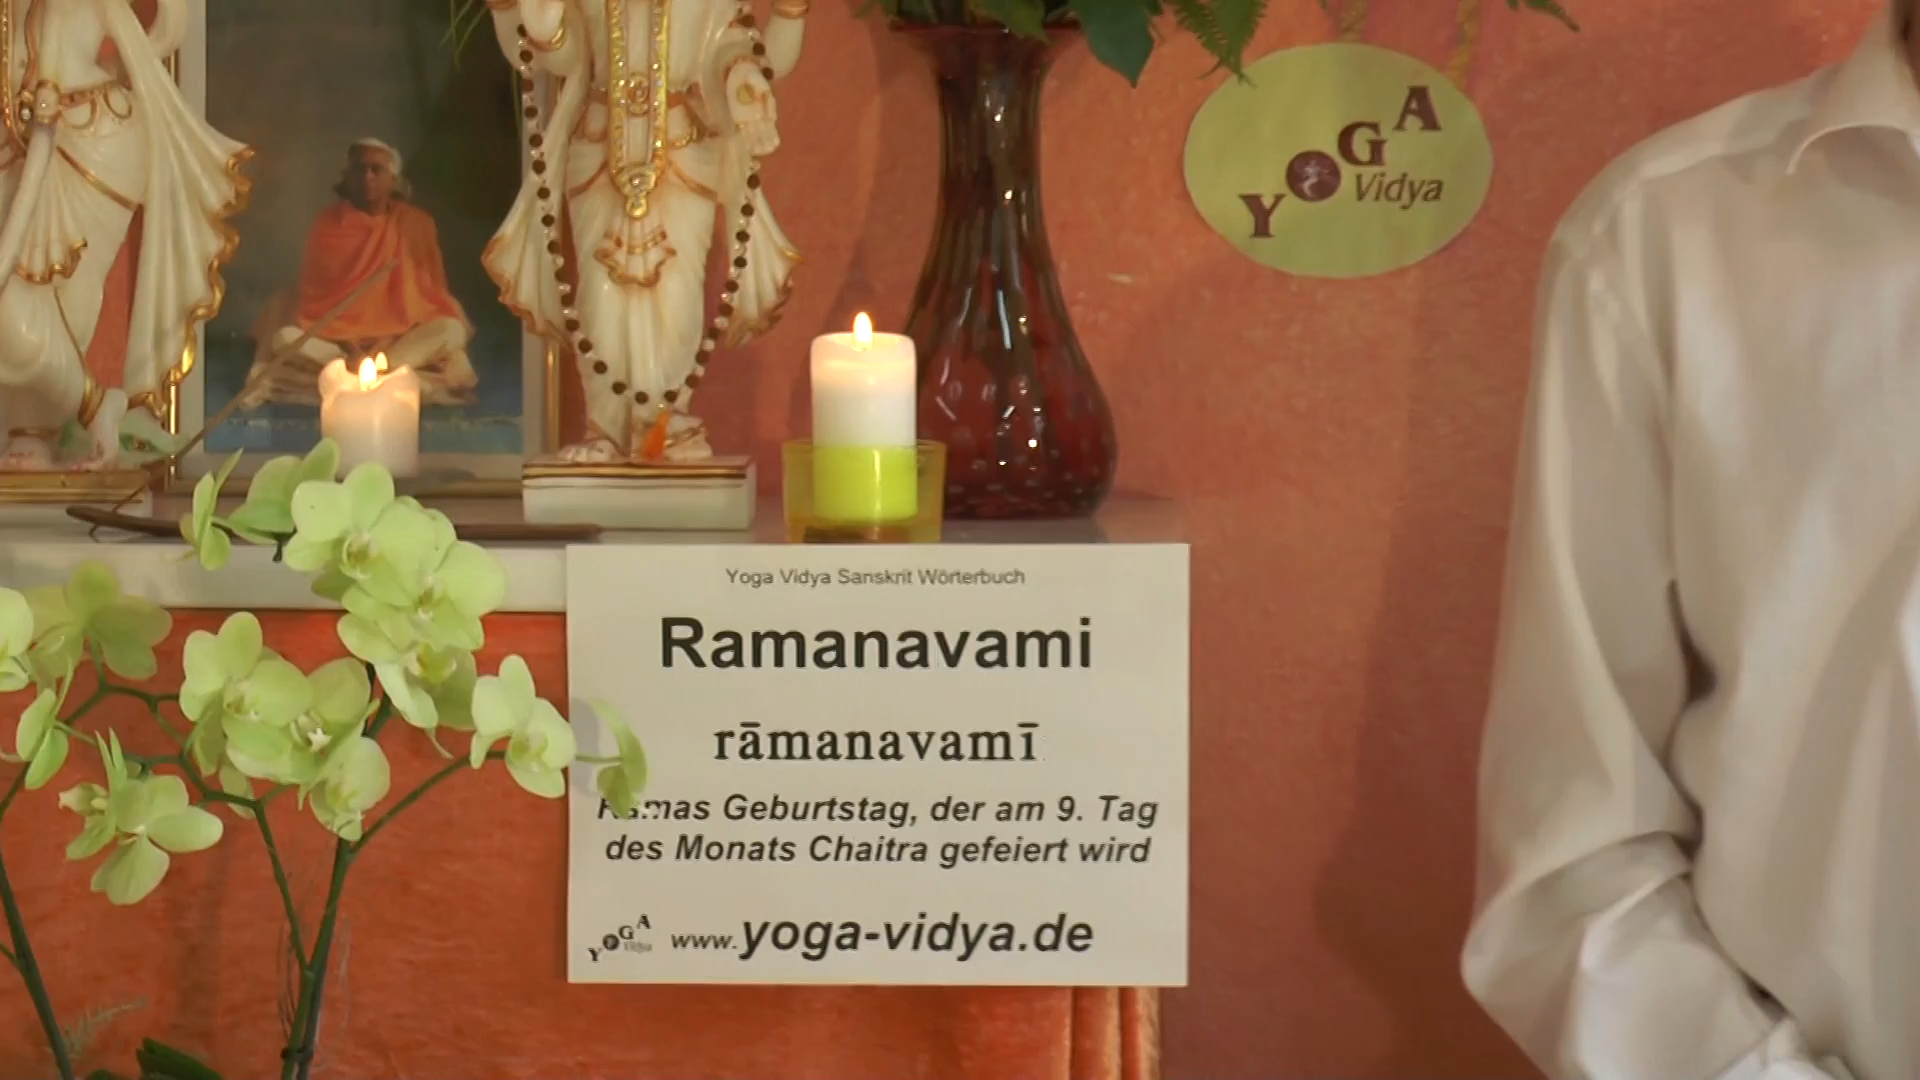 YOGA
Vidya
Yoga Vidya Sanskrit Wörterbuch
Ramanavami
rāmanavamī
Ramas Geburtstag, der am 9. Tag
des Monats Chaitra gefeiert wird
YOGA
Vidya
www.yoga-vidya.de